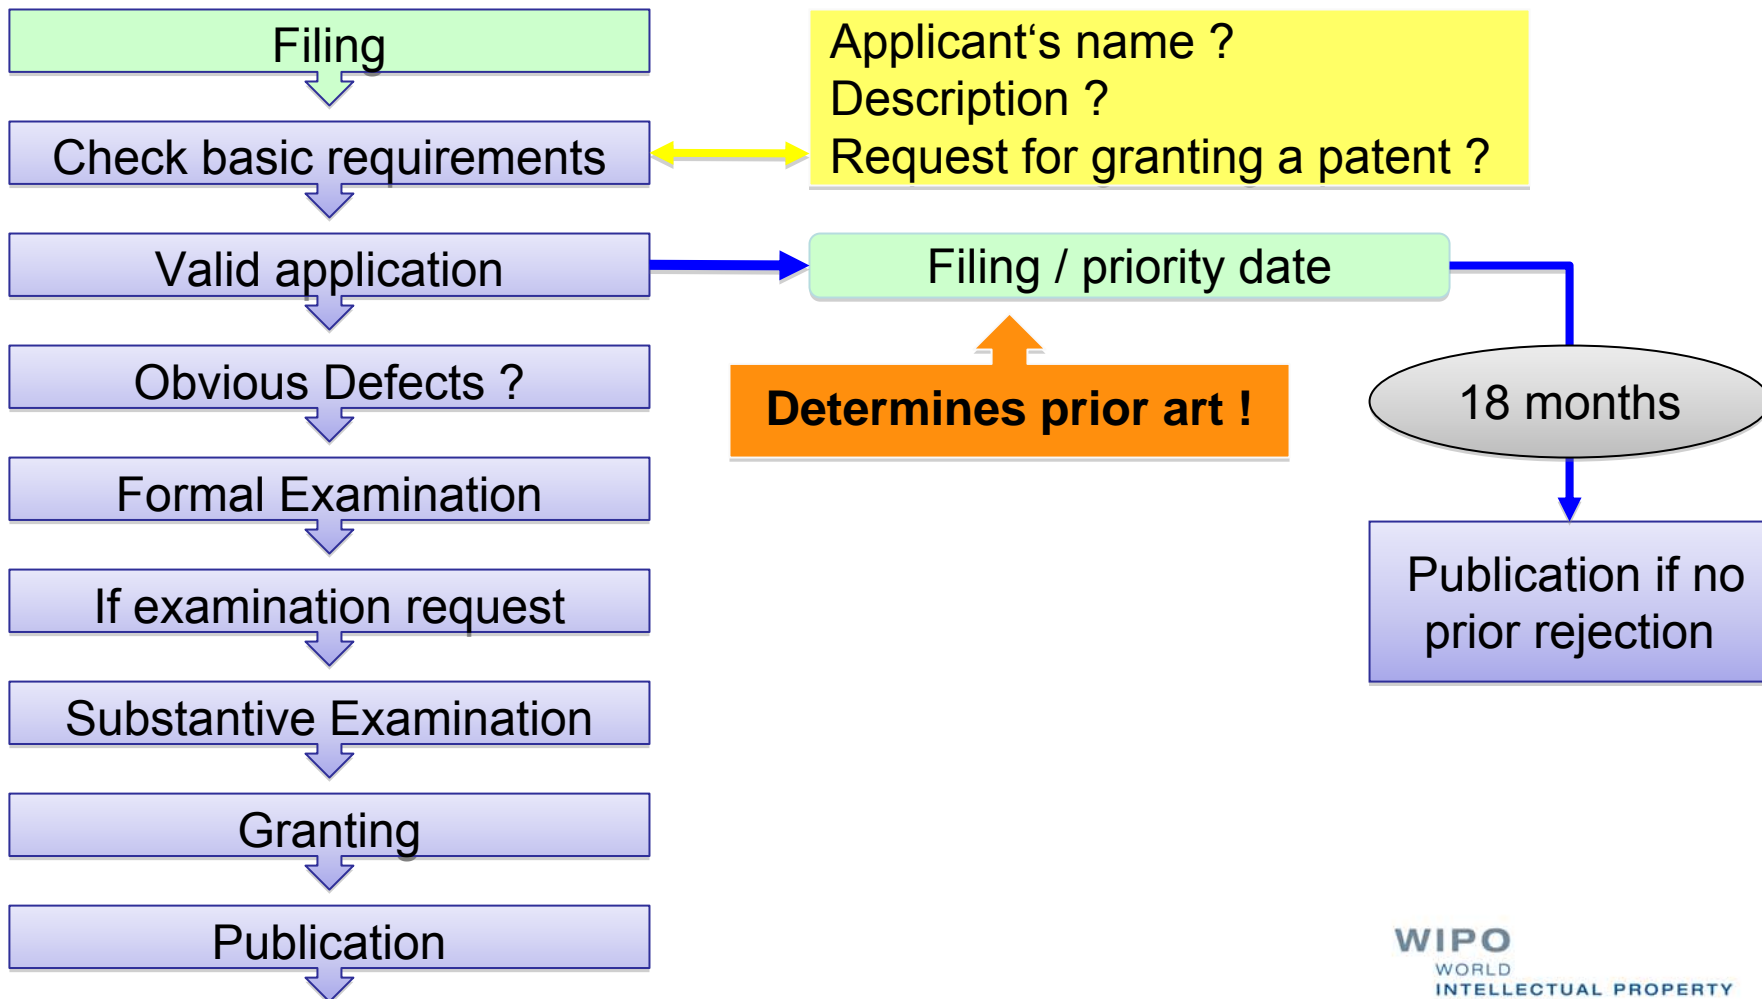 Filing
Applicant‘s name ?
Description ?
Request for granting a patent ?
Check basic requirements
Valid application
Filing / priority date
Obvious Defects ?
Determines prior art !
18 months
Formal Examination
If examination request
Publication if no
prior rejection
Substantive Examination
Granting
Publication
WIPO
WORLD
INTELLECTUAL PROPERTY